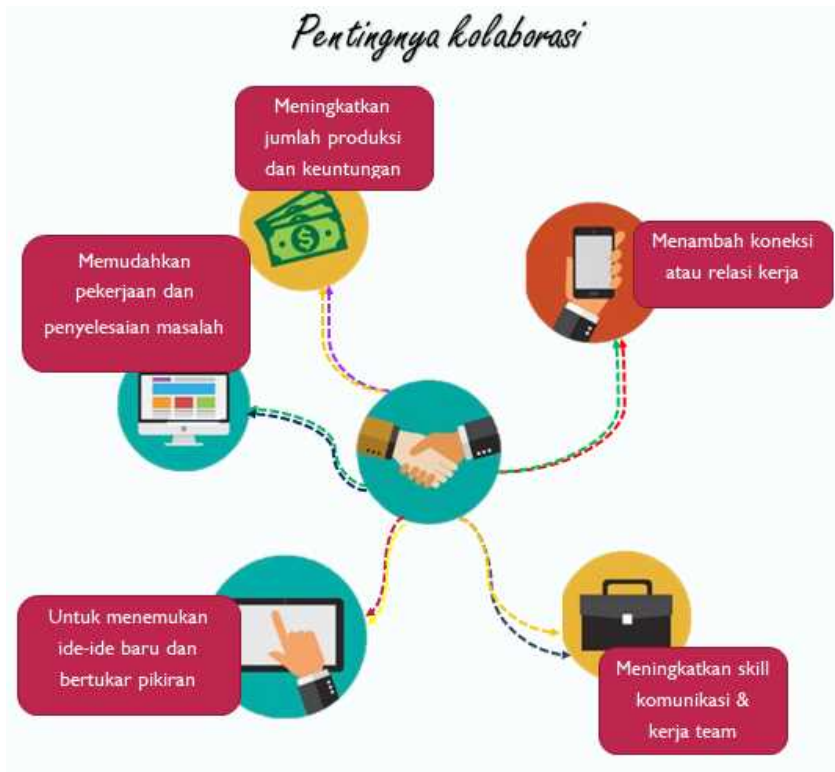 Pentingnya kolaborasi
Meningkatkan
jumlah produksi
dan keuntungan
Menambah koneksi
atau relasi kerja
Memudahkan
pekerjaan dan
penyelesaian masalah
Untuk menemukan
ide-ide baru dan
bertukar pikiran
Meningkatkan skill
komunikasi &
kerja team